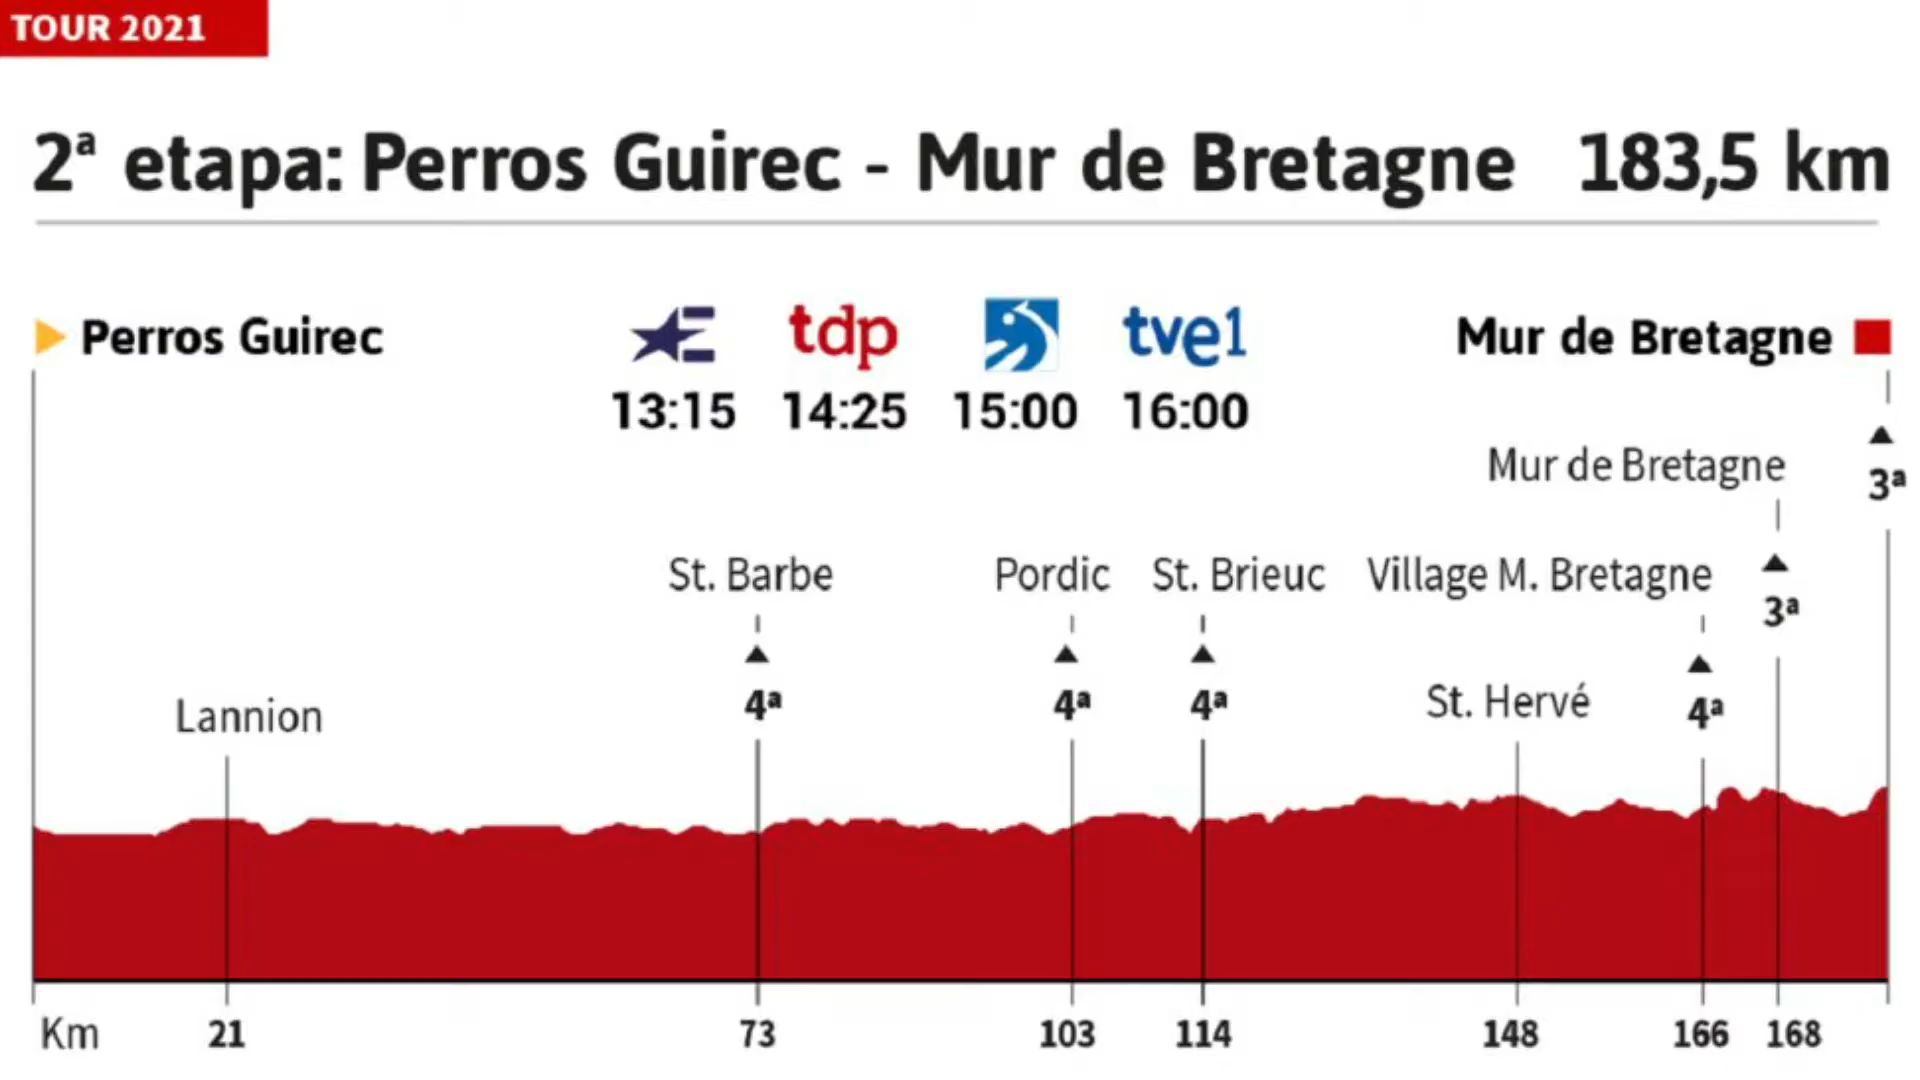 TOUR 2021
2ª etapa: Perros Guirec - Mur de Bretagne 183,5 km
Perros Guirec
tdp
tve1
Mur de Bretagne
13:15 14:25 15:00 16:00
Mur de Bretagne
3ª
St. Barbe
Pordic
St. Brieuc
Village M. Bretagne
3ª
4ª
4ª
4ª
4ª
Lannion
St. Hervé
Km 21 73 103 114 148 166 168